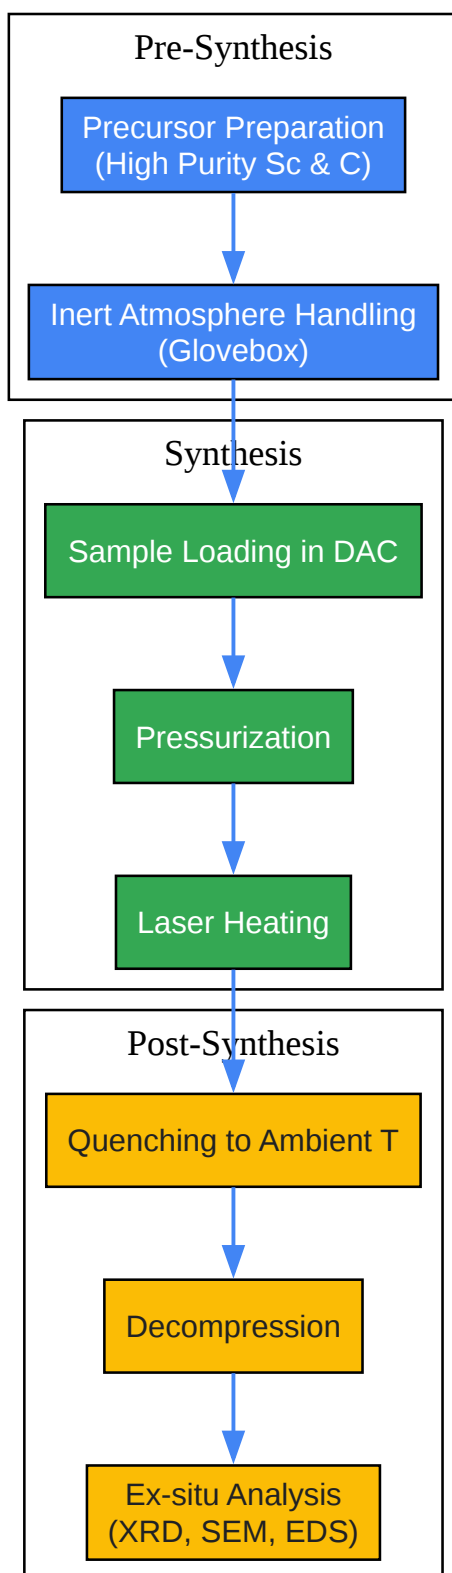 Pre-Synthesis
Precursor Preparation
(High Purity Sc & C)
Inert Atmosphere Handling
(Glovebox)
Synthesis
Sample Loading in DAC
Pressurization
Laser Heating
Post-Synthesis
Quenching to Ambient T
Decompression
Ex-situ Analysis
(XRD, SEM, EDS)